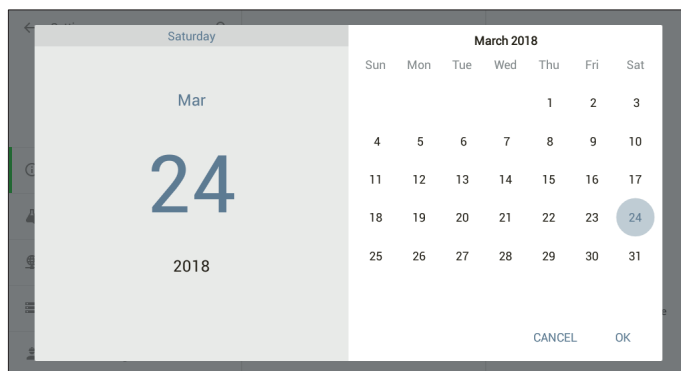 Saturday
Mar
24
2018
March 2018
Sun Mon Tue Wed Thu Fri Sat
1 2 3
4 5 6 7 8 9 10
11 12 13 14 15 16 17
18 19 20 21 22 23 24
25 26 27 28 29 30 31
CANCEL OK